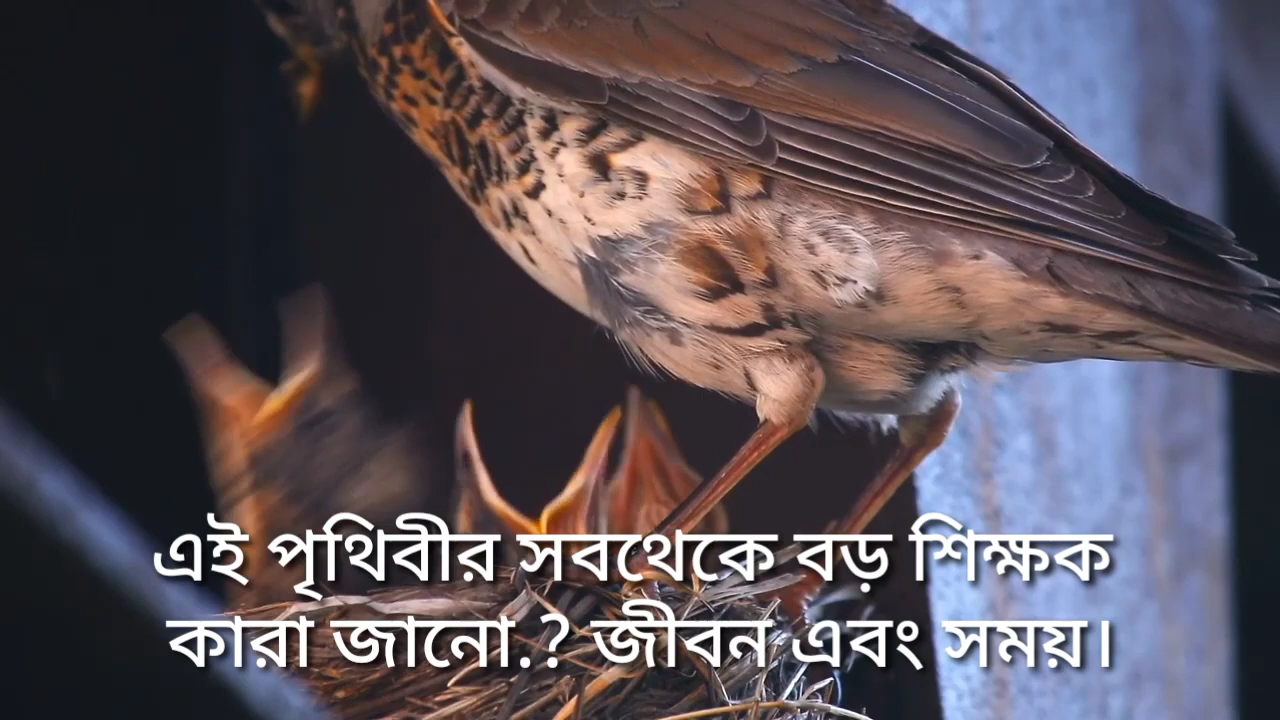 এই পৃথিবীর সবথেকে বড় শিক্ষক
কারা জানো.? জীবন এবং সময়।